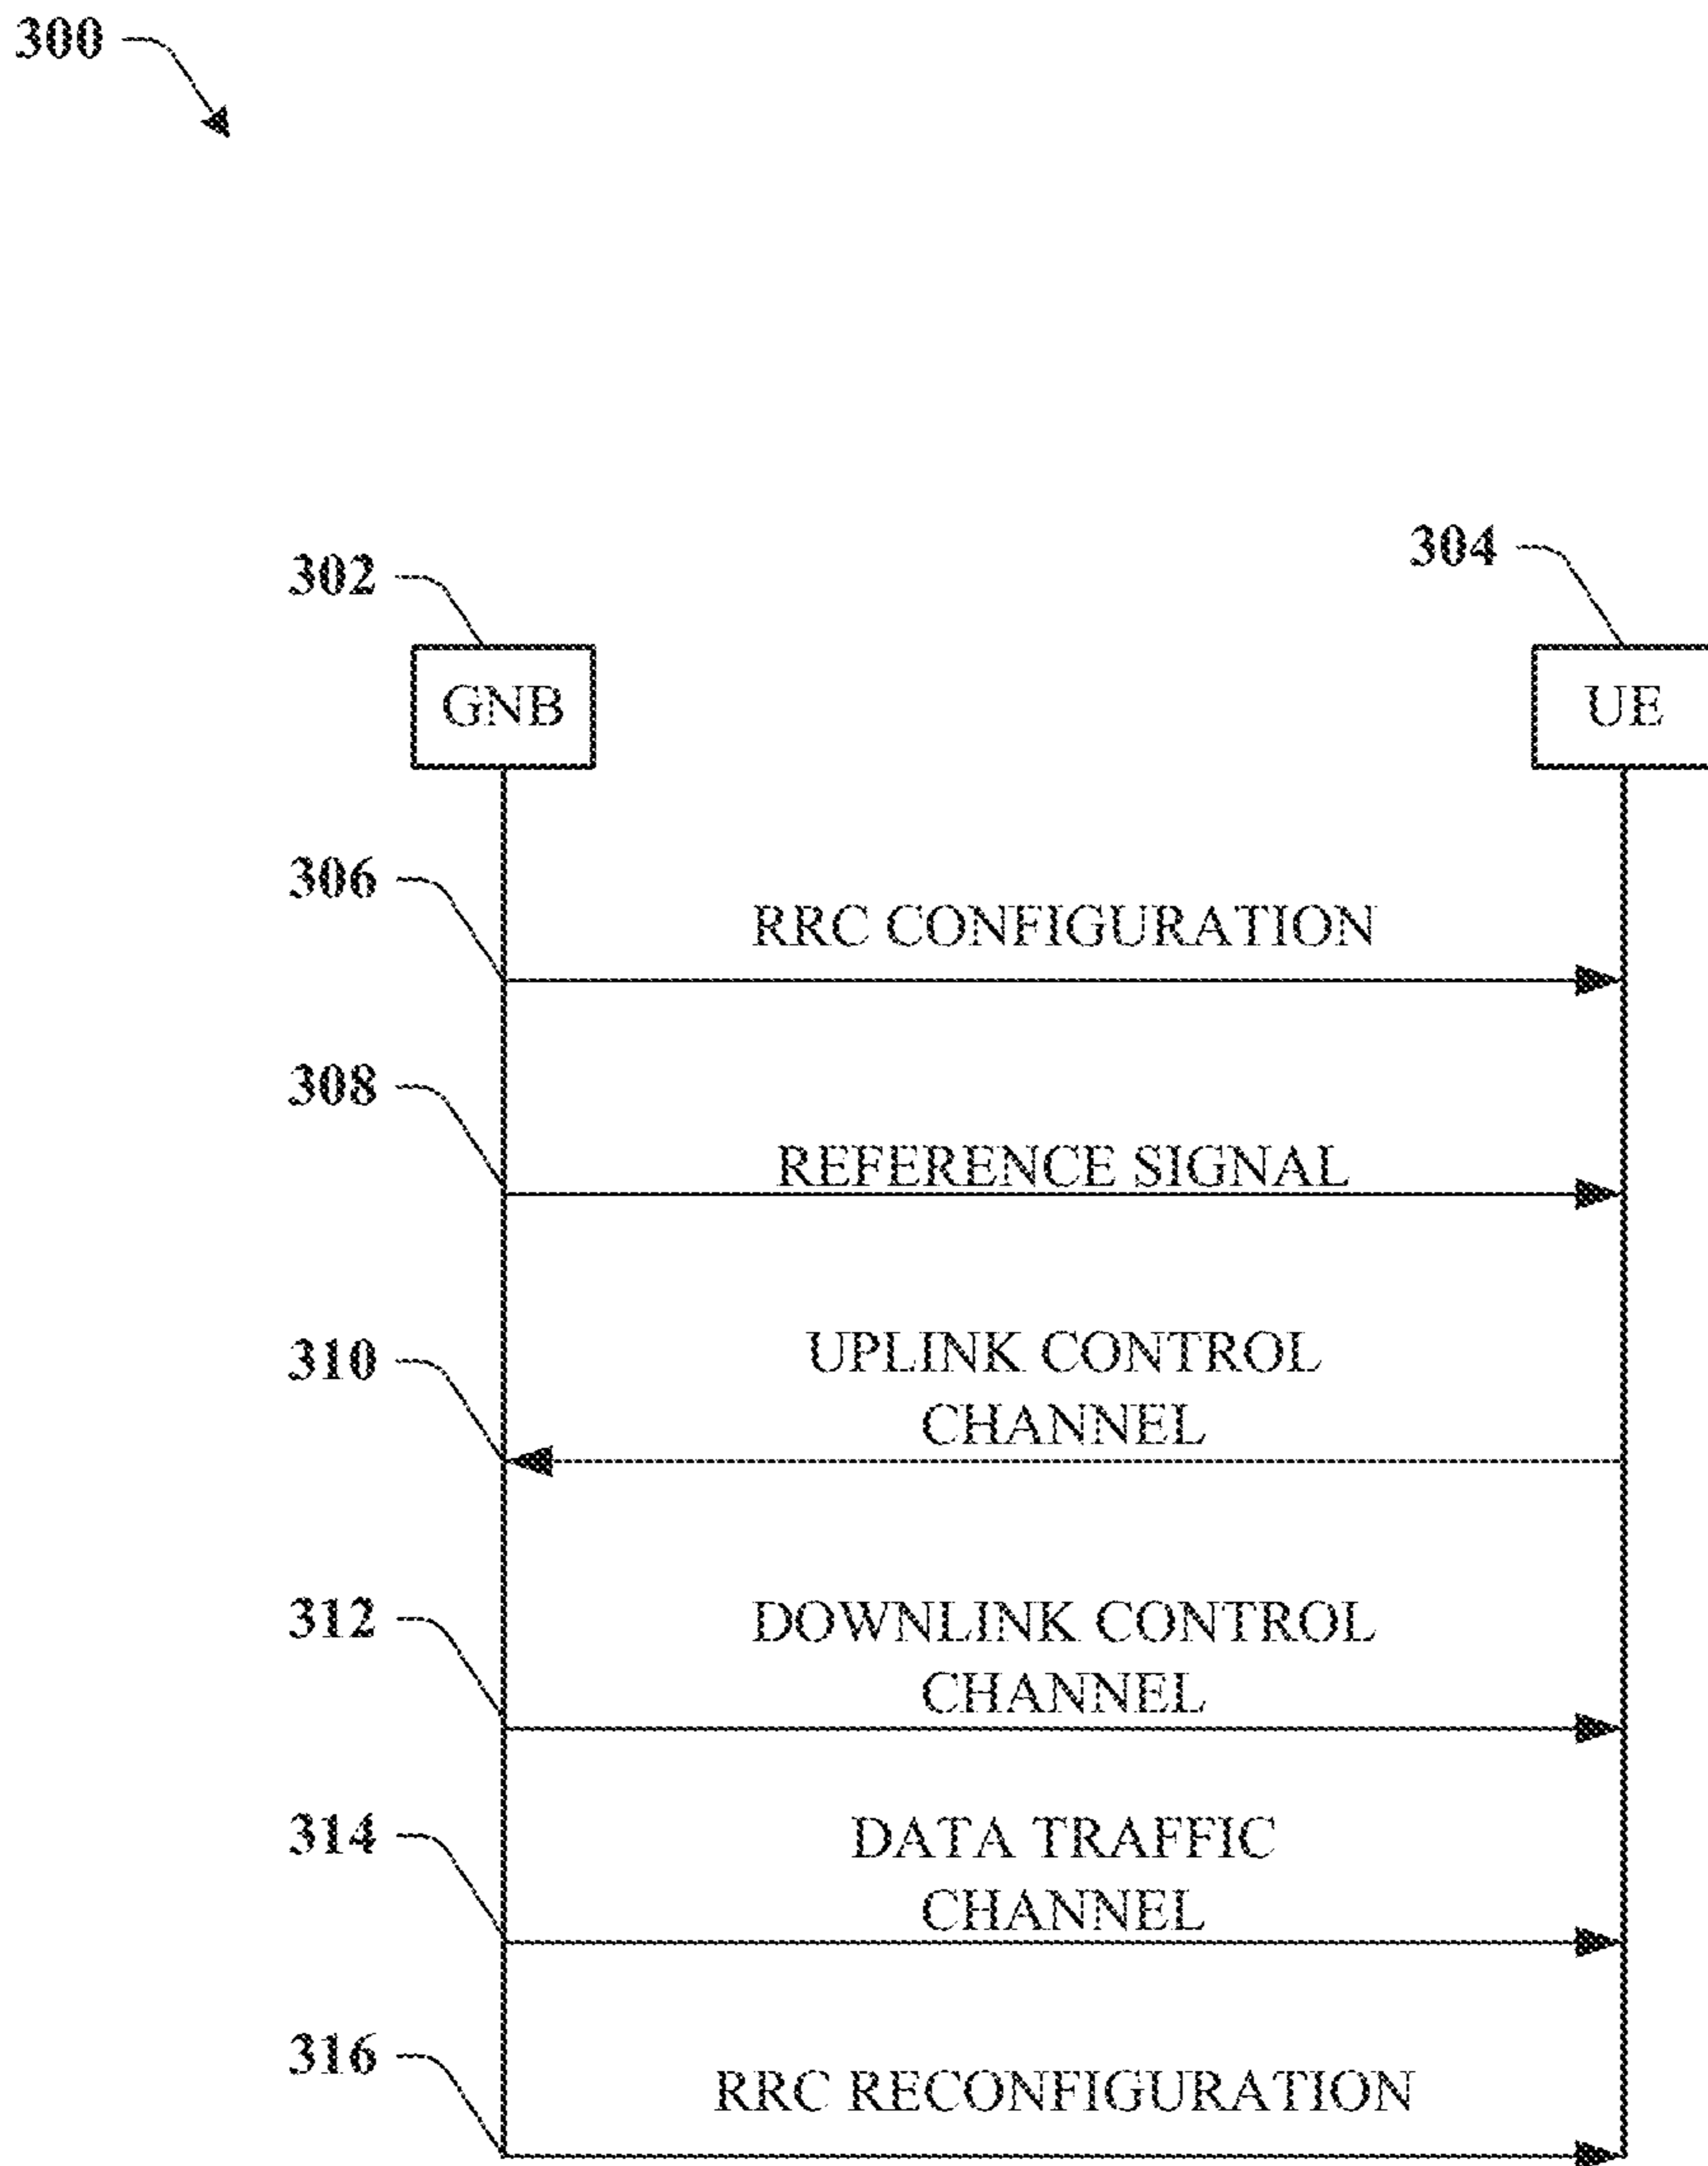 300
302
304
GNB
UE
306
RRC CONFIGURATION
308
REFERENCE SIGNAL
310
UPLINK CONTROL
CHANNEL
312
DOWNLINK CONTROL
CHANNEL
314
DATA TRAFFIC
CHANNEL
316
RRC RECONFIGURATION